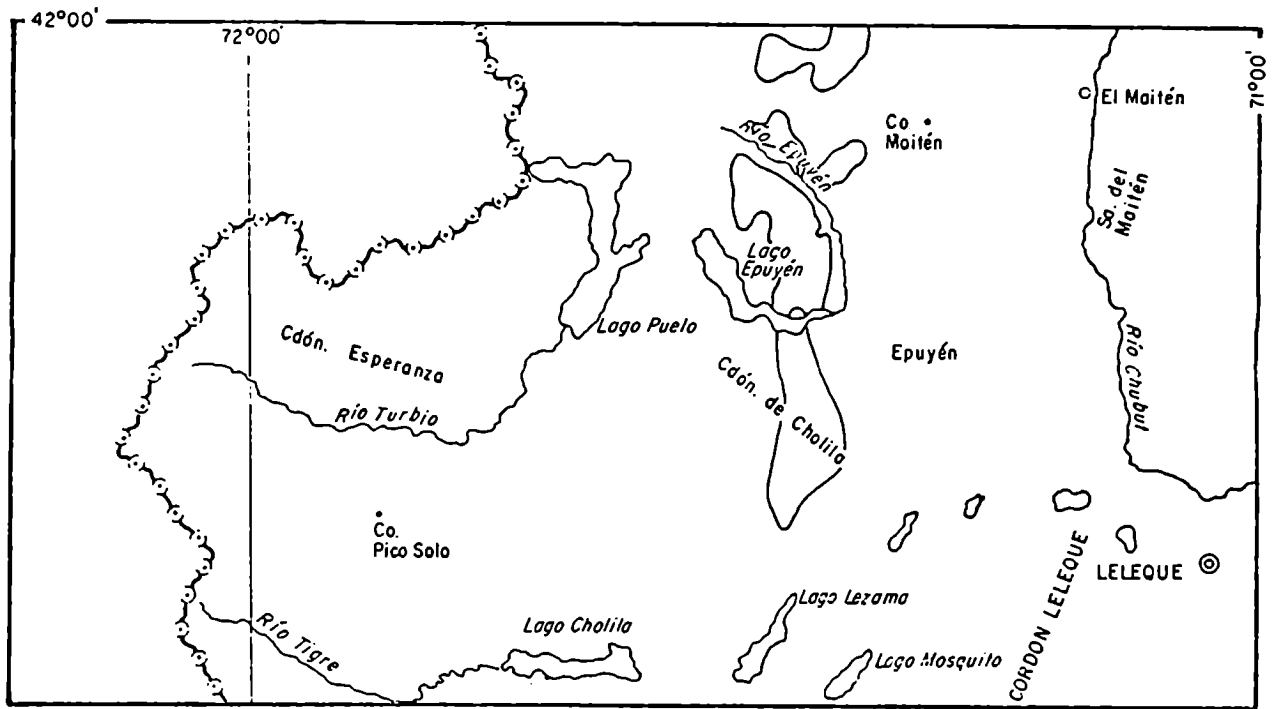 42°00'
72°00'
71°00'
El Maitén
Co.
Maitén
Río Epuyén
So. del
Maitén
Lago
Epuyén
Lago Puelo
Río Chubut
Cdón. Esperanza
Epuyén
Cdón. de Cholila
Río Turbio
Co.
Pico Solo
LELEQUE
CORDON LELEQUE
Lago Lezama
Río Tigre
Lago Cholila
Lago Mosquito